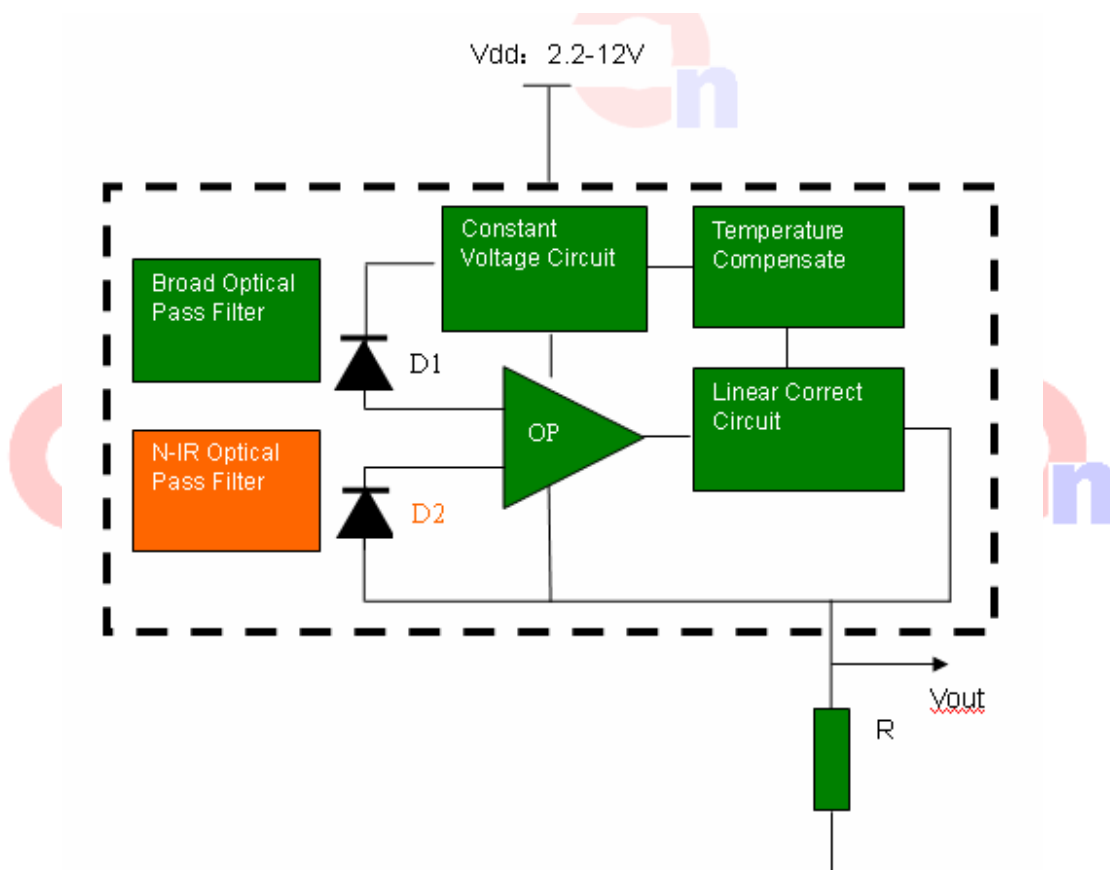 Vdd: 2.2-12V
n
Constant
Voltage Circuit
Temperature
Compensate
Broad Optical
Pass Filter
D1
Linear Correct
Circuit
OP
N-IR Optical
Pass Filter
D2
n
Vout
R